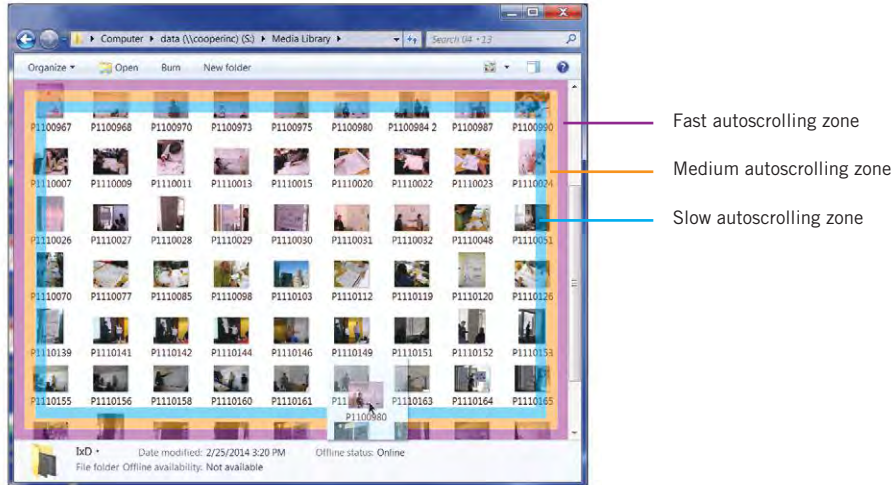 Computer ▸ data (\\cooperinc) (S:) ▸ Media Library ▸
Search 04 - 13
Organize ▾ Open Burn New folder
P1100967 P1100968 P1100970 P1100973 P1100975 P1100980 P1100984 2 P1100987 P1100990
Fast autoscrolling zone
P1110007 P1110009 P1110011 P1110013 P1110015 P1110020 P1110022 P1110023 P1110024
Medium autoscrolling zone
P1110026 P1110027 P1110028 P1110029 P1110030 P1110031 P1110032 P1110048 P1110051
Slow autoscrolling zone
P1110070 P1110077 P1110085 P1110098 P1110103 P1110112 P1110119 P1110120 P1110126
P1110139 P1110141 P1110142 P1110144 P1110146 P1110149 P1110151 P1110152 P1110153
P1110155 P1110156 P1110158 P1110160 P1110161 P11 P1110163 P1110164 P1110165
P1100980
IxD • Date modified: 2/25/2014 3:20 PM Offline status: Online
File folder Offline availability: Not available